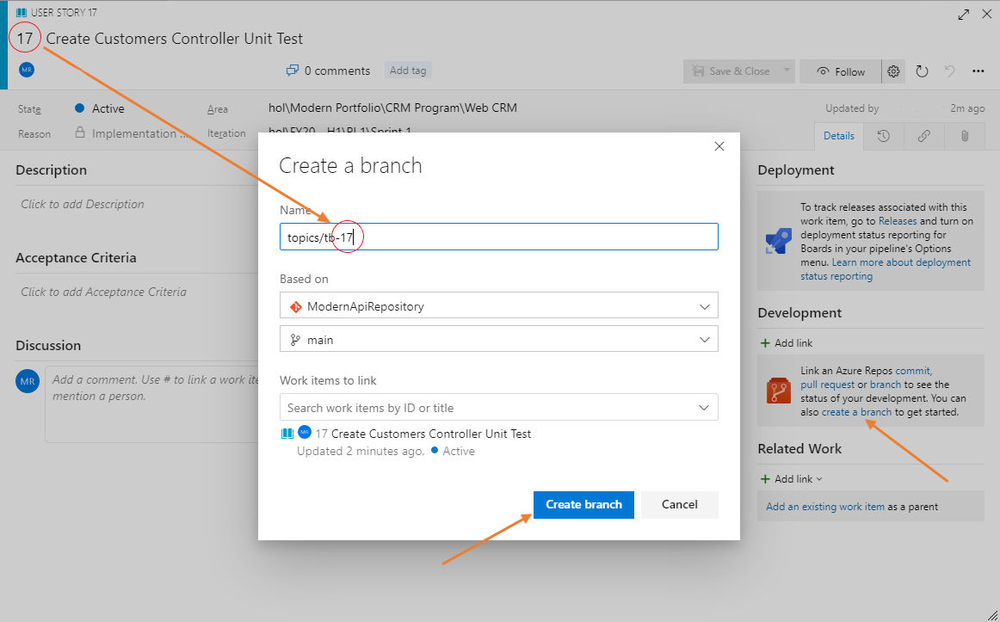 USER STORY 17
17 Create Customers Controller Unit Test
MR
0 comments
Add tag
Save & Close
Follow
State
Active
Area
hol\Modern Portfolio\CRM Program\Web CRM
Updated by
2m ago
Reason
Implementation ...
Iteration
hol\FY20 - H1\PI 1\Sprint 1
Details
Description
Click to add Description
Acceptance Criteria
Click to add Acceptance Criteria
Discussion
MR
Add a comment. Use # to link a work ite
mention a person.
Create a branch
Name
topics/tb-17
Based on
ModernApiRepository
main
Work items to link
Search work items by ID or title
MR 17 Create Customers Controller Unit Test
Updated 2 minutes ago, Active
Create branch
Cancel
Deployment
To track releases associated with this
work item, go to Releases and turn on
deployment status reporting for
Boards in your pipeline's Options
menu. Learn more about deployment
status reporting
Development
Add link
Link an Azure Repos commit,
pull request or branch to see the
status of your development. You can
also create a branch to get started.
Related Work
Add link
Add an existing work item as a parent